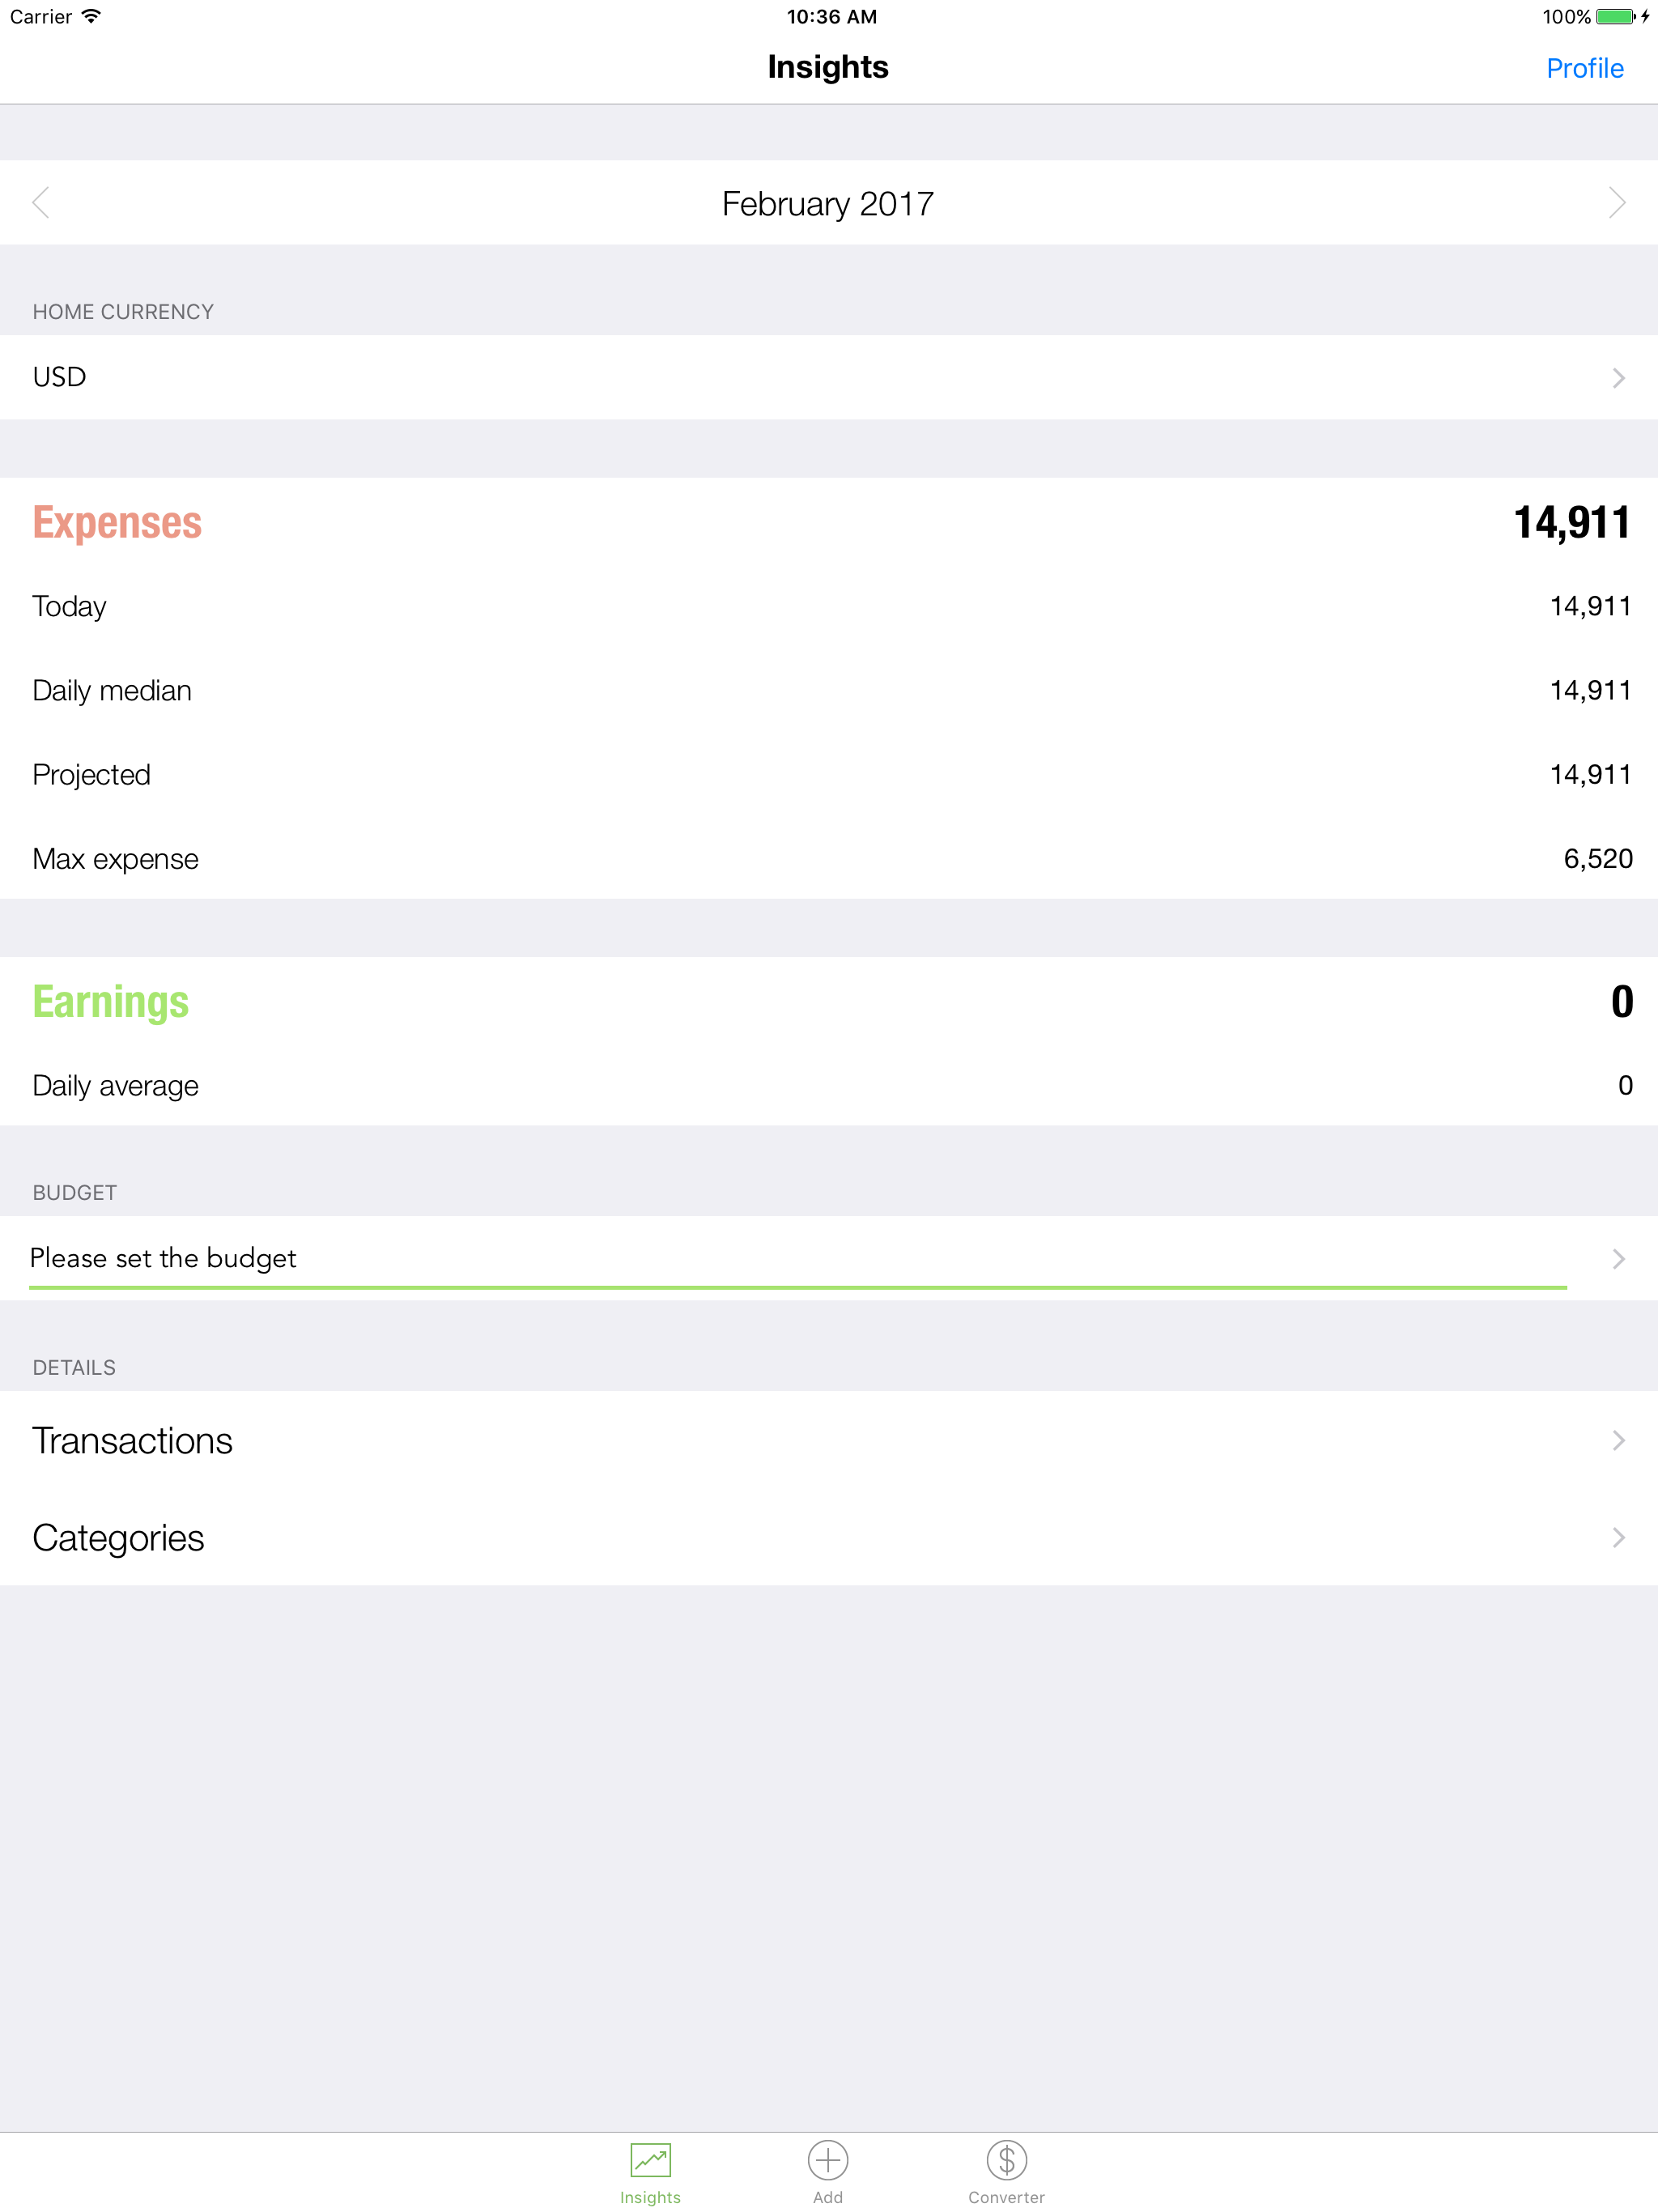 Carrier 10:36 AM 100%
Insights Profile
February 2017
HOME CURRENCY
USD
Expenses 14,911
Today 14,911
Daily median 14,911
Projected 14,911
Max expense 6,520
Earnings 0
Daily average 0
BUDGET
Please set the budget
DETAILS
Transactions
Categories
Insights Add Converter